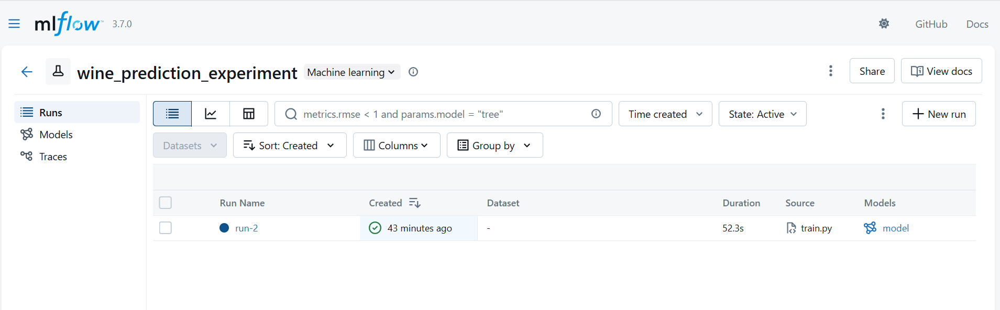 mlflow™ 3.7.0 GitHub Docs
wine_prediction_experiment Machine learning Share View docs
Runs
Models
Traces
metrics.rmse < 1 and params.model = "tree" Time created State: Active New run
Datasets Sort: Created Columns Group by
Run Name Created Dataset Duration Source Models
run-2 43 minutes ago - 52.3s train.py model